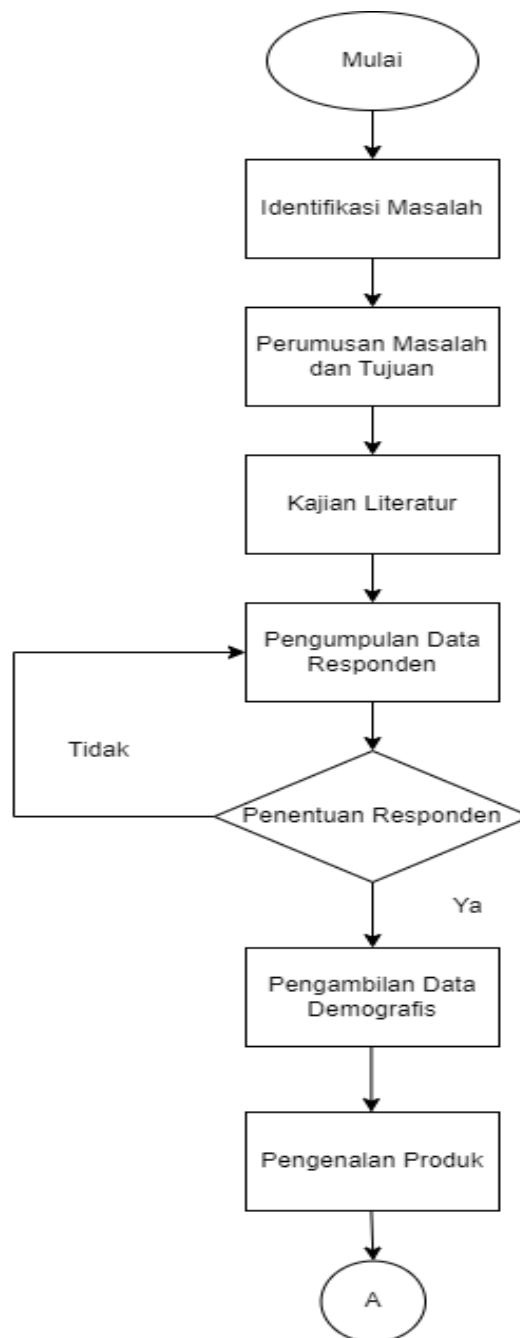 Mulai
Identifikasi Masalah
Perumusan Masalah
dan Tujuan
Kajian Literatur
Pengumpulan Data
Responden
Tidak
Penentuan Responden
Ya
Pengambilan Data
Demografis
Pengenalan Produk
A